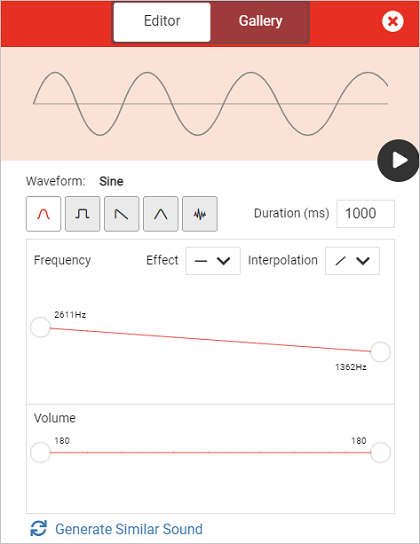 Editor Gallery
Waveform: Sine
Duration (ms) 1000
Frequency Effect Interpolation
2611Hz
1362Hz
Volume
180 180
Generate Similar Sound